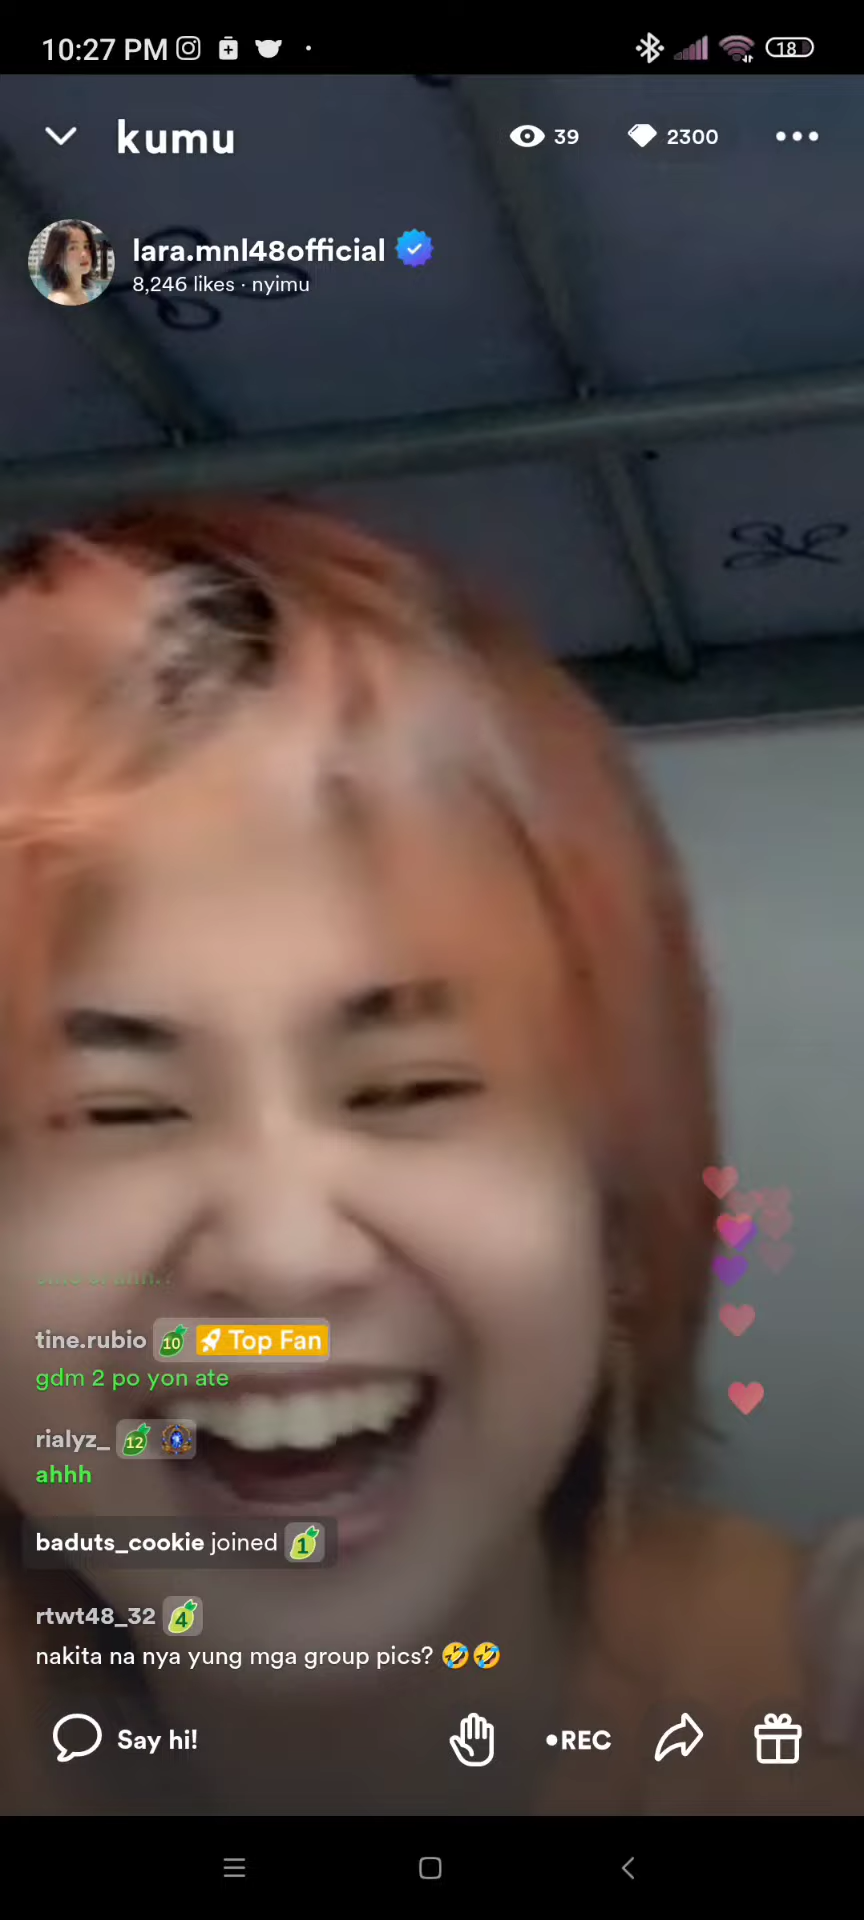 10:27 PM
18
kumu
39
2300
lara.mnl48official
8,246 likes · nyimu
tine.rubio 10 Top Fan
gdm 2 po yon ate
rialyz_ 12
ahhh
baduts_cookie joined 1
rtwt48_32 4
nakita na nya yung mga group pics? 🤣🤣
Say hi!
•REC